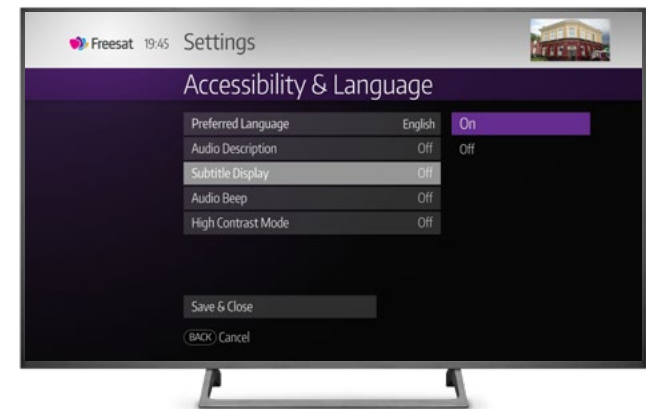 Freesat 19:45 Settings
Accessibility & Language
Preferred Language English On
Audio Description Off Off
Subtitle Display Off
Audio Beep Off
High Contrast Mode Off
Save & Close
BACK Cancel